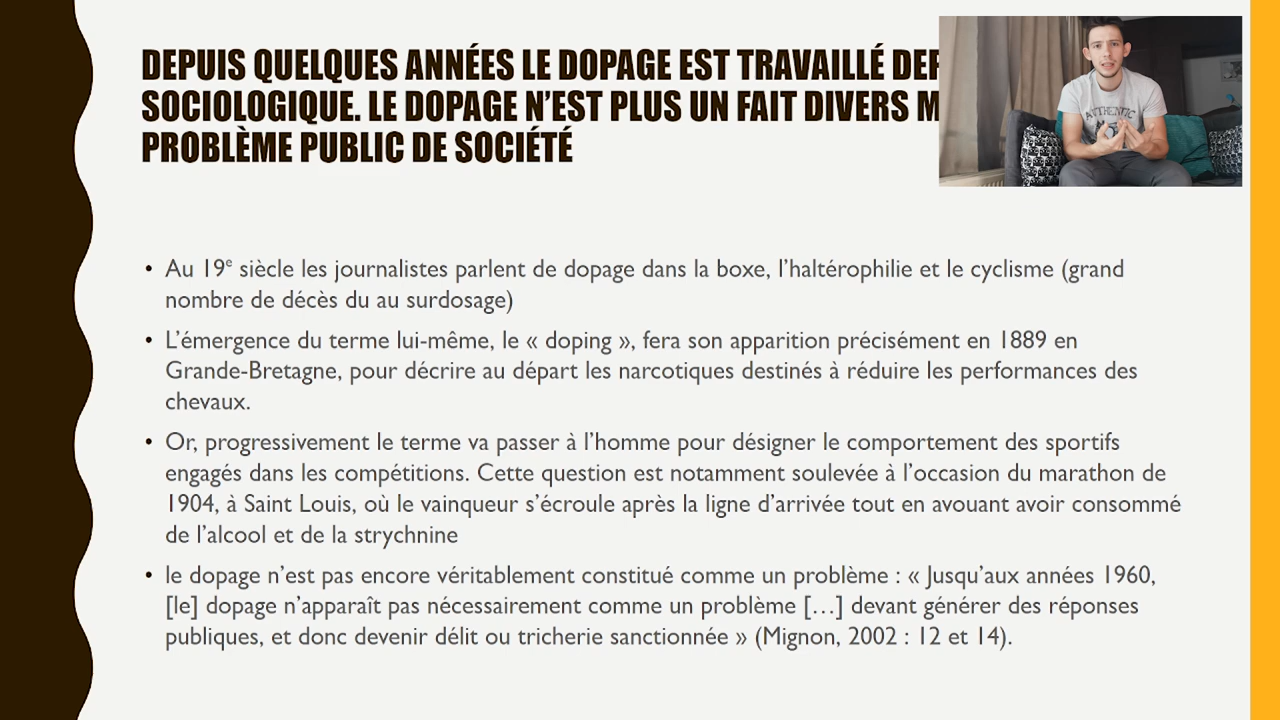 DEPUIS QUELQUES ANNÉES LE DOPAGE EST TRAVAILLÉ
SOCIOLOGIQUE. LE DOPAGE N'EST PLUS UN FAIT DIVERS
PROBLÈME PUBLIC DE SOCIÉTÉ
AUTHENTIC
• Au 19e siècle les journalistes parlent de dopage dans la boxe, l'haltérophilie et le cyclisme (grand
nombre de décès du au surdosage)
• L'émergence du terme lui-même, le « doping », fera son apparition précisément en 1889 en
Grande-Bretagne, pour décrire au départ les narcotiques destinés à réduire les performances des
chevaux.
• Or, progressivement le terme va passer à l'homme pour désigner le comportement des sportifs
engagés dans les compétitions. Cette question est notamment soulevée à l'occasion du marathon de
1904, à Saint Louis, où le vainqueur s'écroule après la ligne d'arrivée tout en avouant avoir consommé
de l'alcool et de la strychnine
• le dopage n'est pas encore véritablement constitué comme un problème : « Jusqu'aux années 1960,
[le] dopage n'apparaît pas nécessairement comme un problème […] devant générer des réponses
publiques, et donc devenir délit ou tricherie sanctionnée » (Mignon, 2002 : 12 et 14).